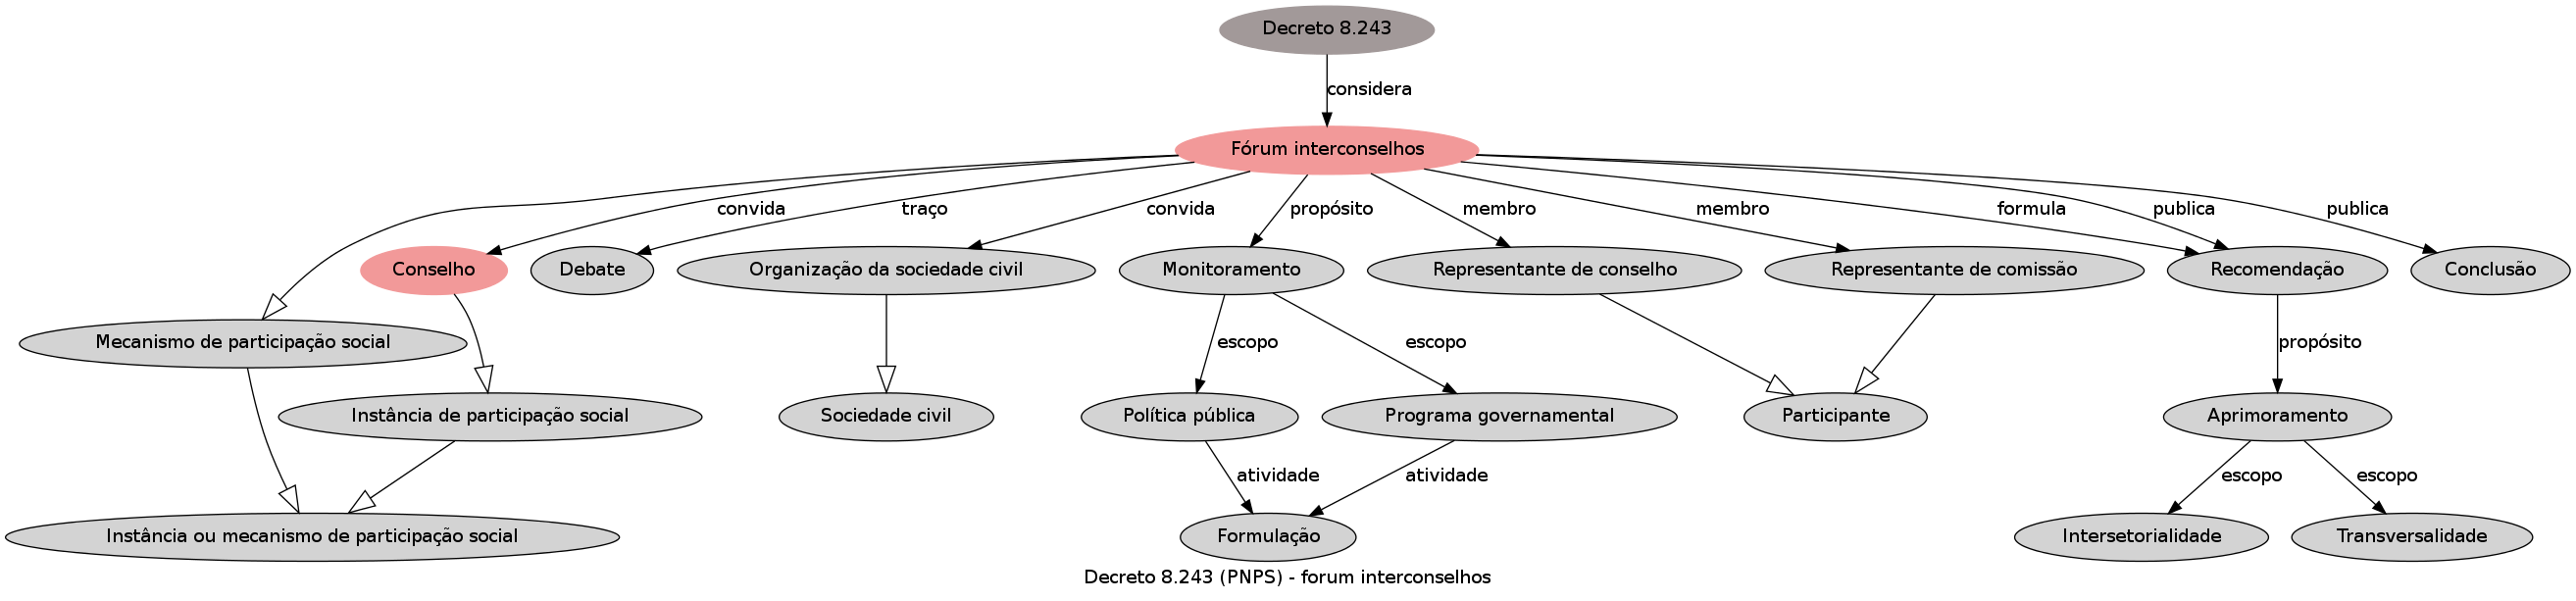 Decreto 8.243
considera
Fórum interconselhos
convida
traço
convida
propósito
membro
membro
formula
publica
publica
Conselho
Debate
Organização da sociedade civil
Monitoramento
Representante de conselho
Representante de comissão
Recomendação
Conclusão
Mecanismo de participação social
escopo
escopo
propósito
Instância de participação social
Sociedade civil
Política pública
Programa governamental
Participante
Aprimoramento
atividade
atividade
escopo
escopo
Instância ou mecanismo de participação social
Formulação
Intersetorialidade
Transversalidade
Decreto 8.243 (PNPS) - forum interconselhos